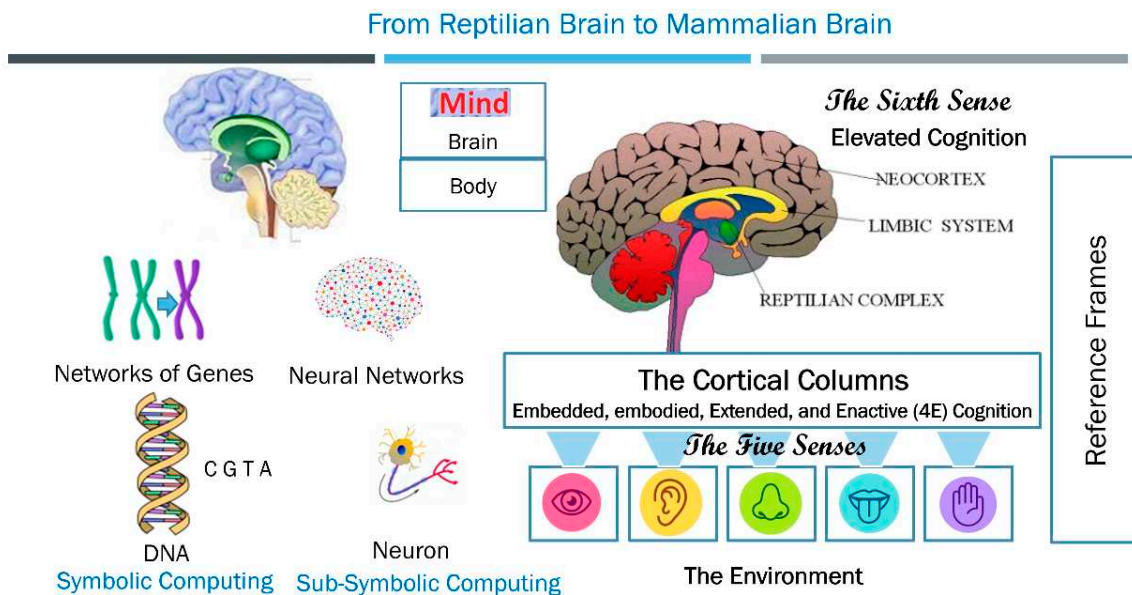 From Reptilian Brain to Mammalian Brain
Mind
Brain
Body
The Sixth Sense
Elevated Cognition
NEOCORTEX
LIMBIC SYSTEM
REPTILIAN COMPLEX
Networks of Genes
Neural Networks
C G T A
DNA
Symbolic Computing
Neuron
Sub-Symbolic Computing
The Cortical Columns
Embedded, embodied, Extended, and Enactive (4E) Cognition
The Five Senses
The Environment
Reference Frames